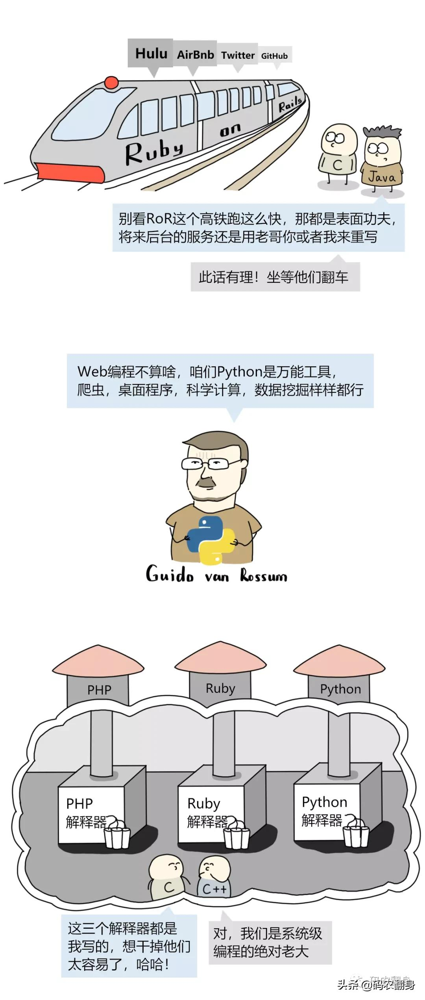 Hulu
AirBnb
Twitter
GitHub
Ruby
on
Rails
C
Java
别看RoR这个高铁跑这么快，那都是表面功夫，
将来后台的服务还是用老哥你或者我来重写
此话有理！坐等他们翻车
Web编程不算啥，咱们Python是万能工具，
爬虫，桌面程序，科学计算，数据挖掘样样都行
Guido van Rossum
PHP
Ruby
Python
PHP
解释器
Ruby
解释器
Python
解释器
C
C++
这三个解释器都是
我写的，想干掉他们
太容易了，哈哈！
对，我们是系统级
编程的绝对老大
码农翻身
头条 @码农翻身